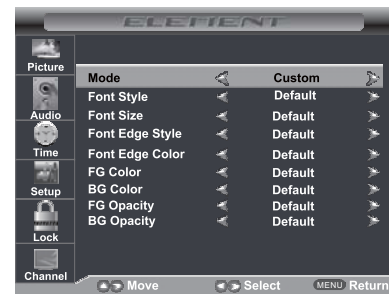 ELEMENT
Picture
Audio
Time
Setup
Lock
Channel
Mode Custom
Font Style Default
Font Size Default
Font Edge Style Default
Font Edge Color Default
FG Color Default
BG Color Default
FG Opacity Default
BG Opacity Default
Move Select MENU Return